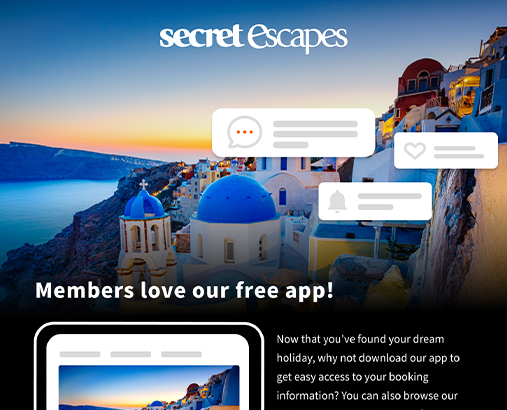 secret escapes
Members love our free app!
Now that you've found your dream
holiday, why not download our app to
get easy access to your booking
information? You can also browse our